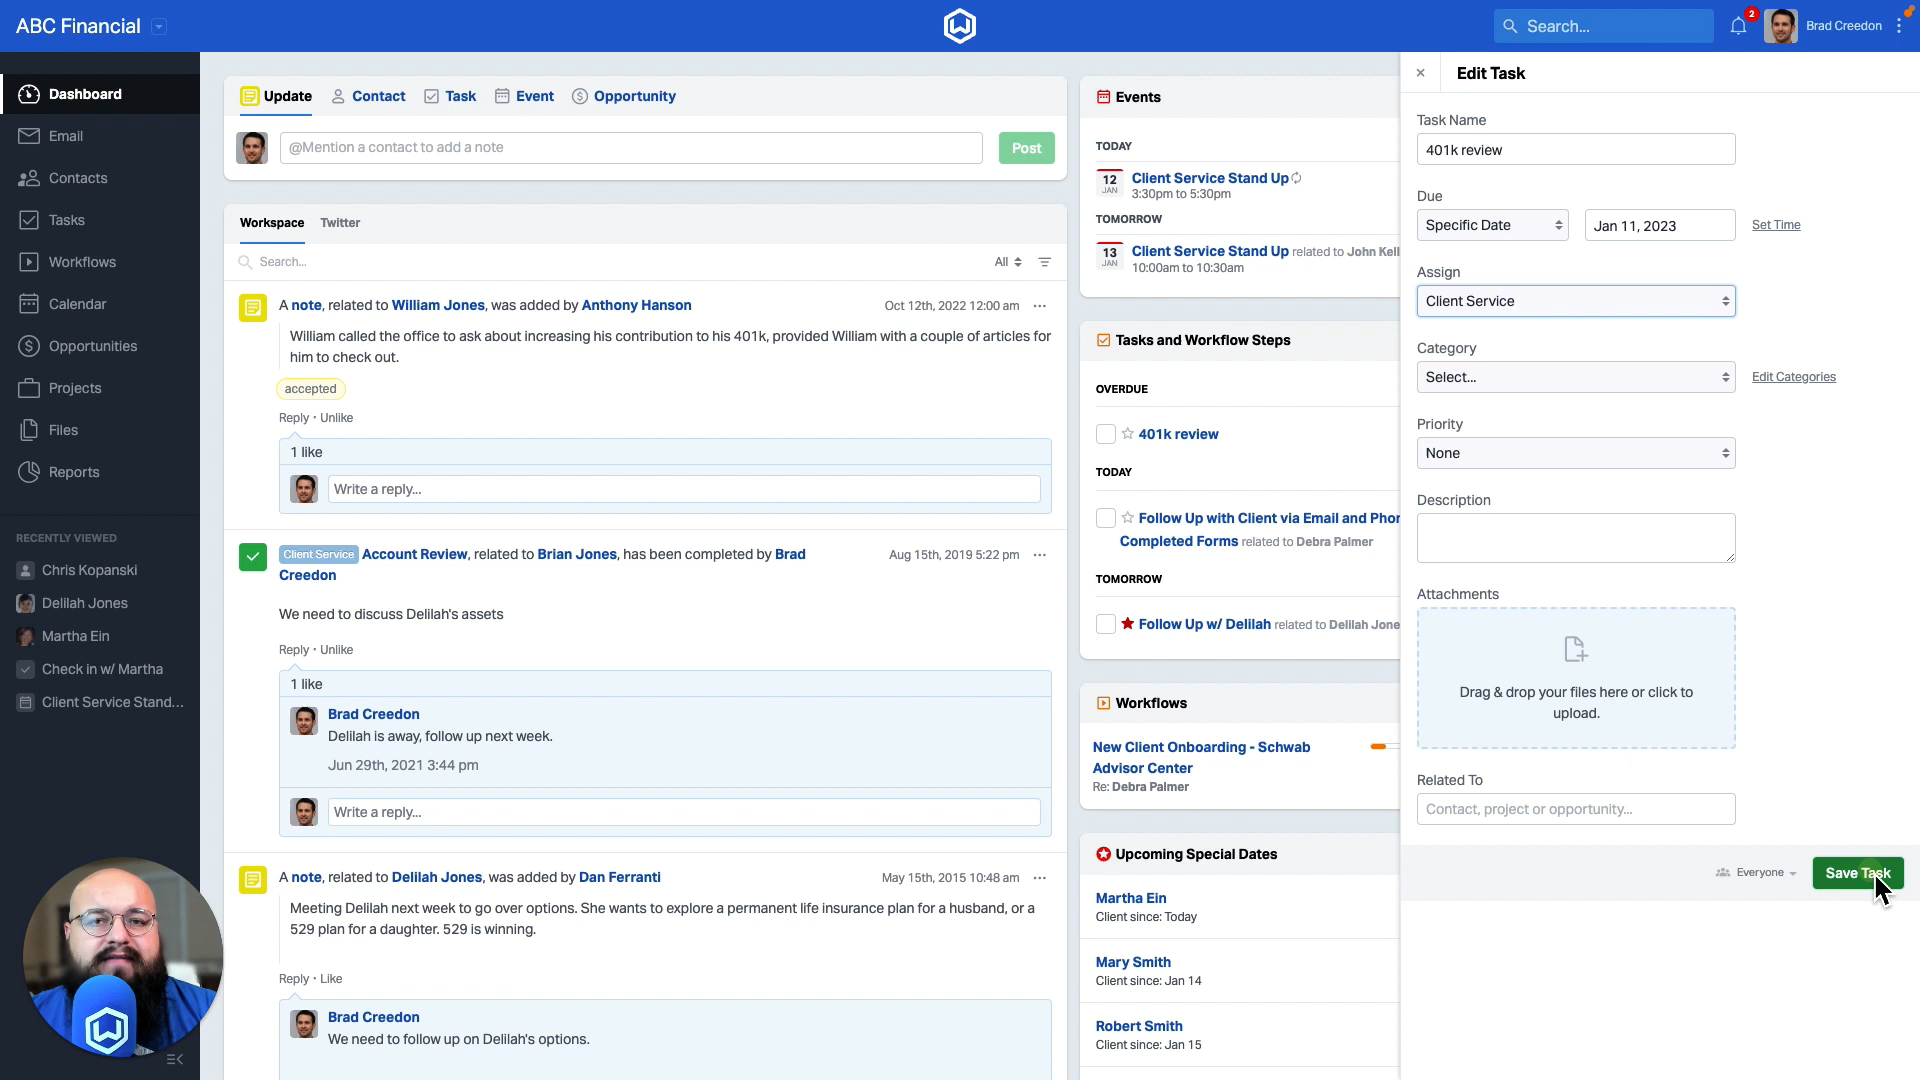 ABC Financial
Search...
2
Brad Creedon
Dashboard
Email
Contacts
Tasks
Workflows
Calendar
Opportunities
Projects
Files
Reports
RECENTLY VIEWED
Chris Kopanski
Delilah Jones
Martha Ein
Check in w/ Martha
Client Service Stand...
Update
Contact
Task
Event
Opportunity
@Mention a contact to add a note
Post
Workspace
Twitter
Search...
All
A note, related to William Jones, was added by Anthony Hanson
Oct 12th, 2022 12:00 am
William called the office to ask about increasing his contribution to his 401k, provided William with a couple of articles for
him to check out.
accepted
Reply · Unlike
1 like
Write a reply...
Client Service Account Review, related to Brian Jones, has been completed by Brad
Creedon
Aug 15th, 2019 5:22 pm
We need to discuss Delilah's assets
Reply · Unlike
1 like
Brad Creedon
Delilah is away, follow up next week.
Jun 29th, 2021 3:44 pm
Write a reply...
A note, related to Delilah Jones, was added by Dan Ferranti
May 15th, 2015 10:48 am
Meeting Delilah next week to go over options. She wants to explore a permanent life insurance plan for a husband, or a
529 plan for a daughter. 529 is winning.
Reply · Like
Brad Creedon
We need to follow up on Delilah's options.
Events
TODAY
12
JAN
Client Service Stand Up
3:30pm to 5:30pm
TOMORROW
13
JAN
Client Service Stand Up related to John Kell
10:00am to 10:30am
Tasks and Workflow Steps
OVERDUE
401k review
TODAY
Follow Up with Client via Email and Phon
Completed Forms related to Debra Palmer
TOMORROW
Follow Up w/ Delilah related to Delilah Jone
Workflows
New Client Onboarding - Schwab
Advisor Center
Re: Debra Palmer
Upcoming Special Dates
Martha Ein
Client since: Today
Mary Smith
Client since: Jan 14
Robert Smith
Client since: Jan 15
Edit Task
Task Name
401k review
Due
Specific Date
Jan 11, 2023
Set Time
Assign
Client Service
Category
Select...
Edit Categories
Priority
None
Description
Attachments
Drag & drop your files here or click to
upload.
Related To
Contact, project or opportunity...
Everyone
Save Task